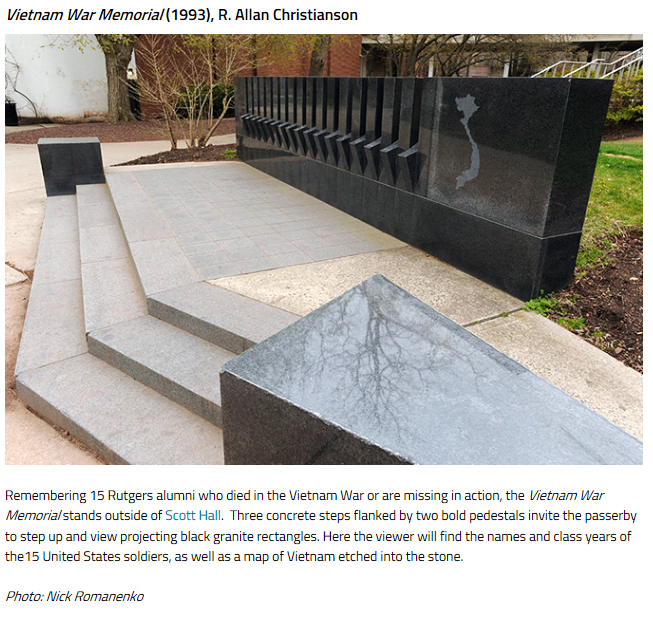 Vietnam War Memorial (1993), R. Allan Christianson
Remembering 15 Rutgers alumni who died in the Vietnam War or are missing in action, the Vietnam War
Memorial stands outside of Scott Hall. Three concrete steps flanked by two bold pedestals invite the passerby
to step up and view projecting black granite rectangles. Here the viewer will find the names and class years of
the15 United States soldiers, as well as a map of Vietnam etched into the stone.
Photo: Nick Romanenko